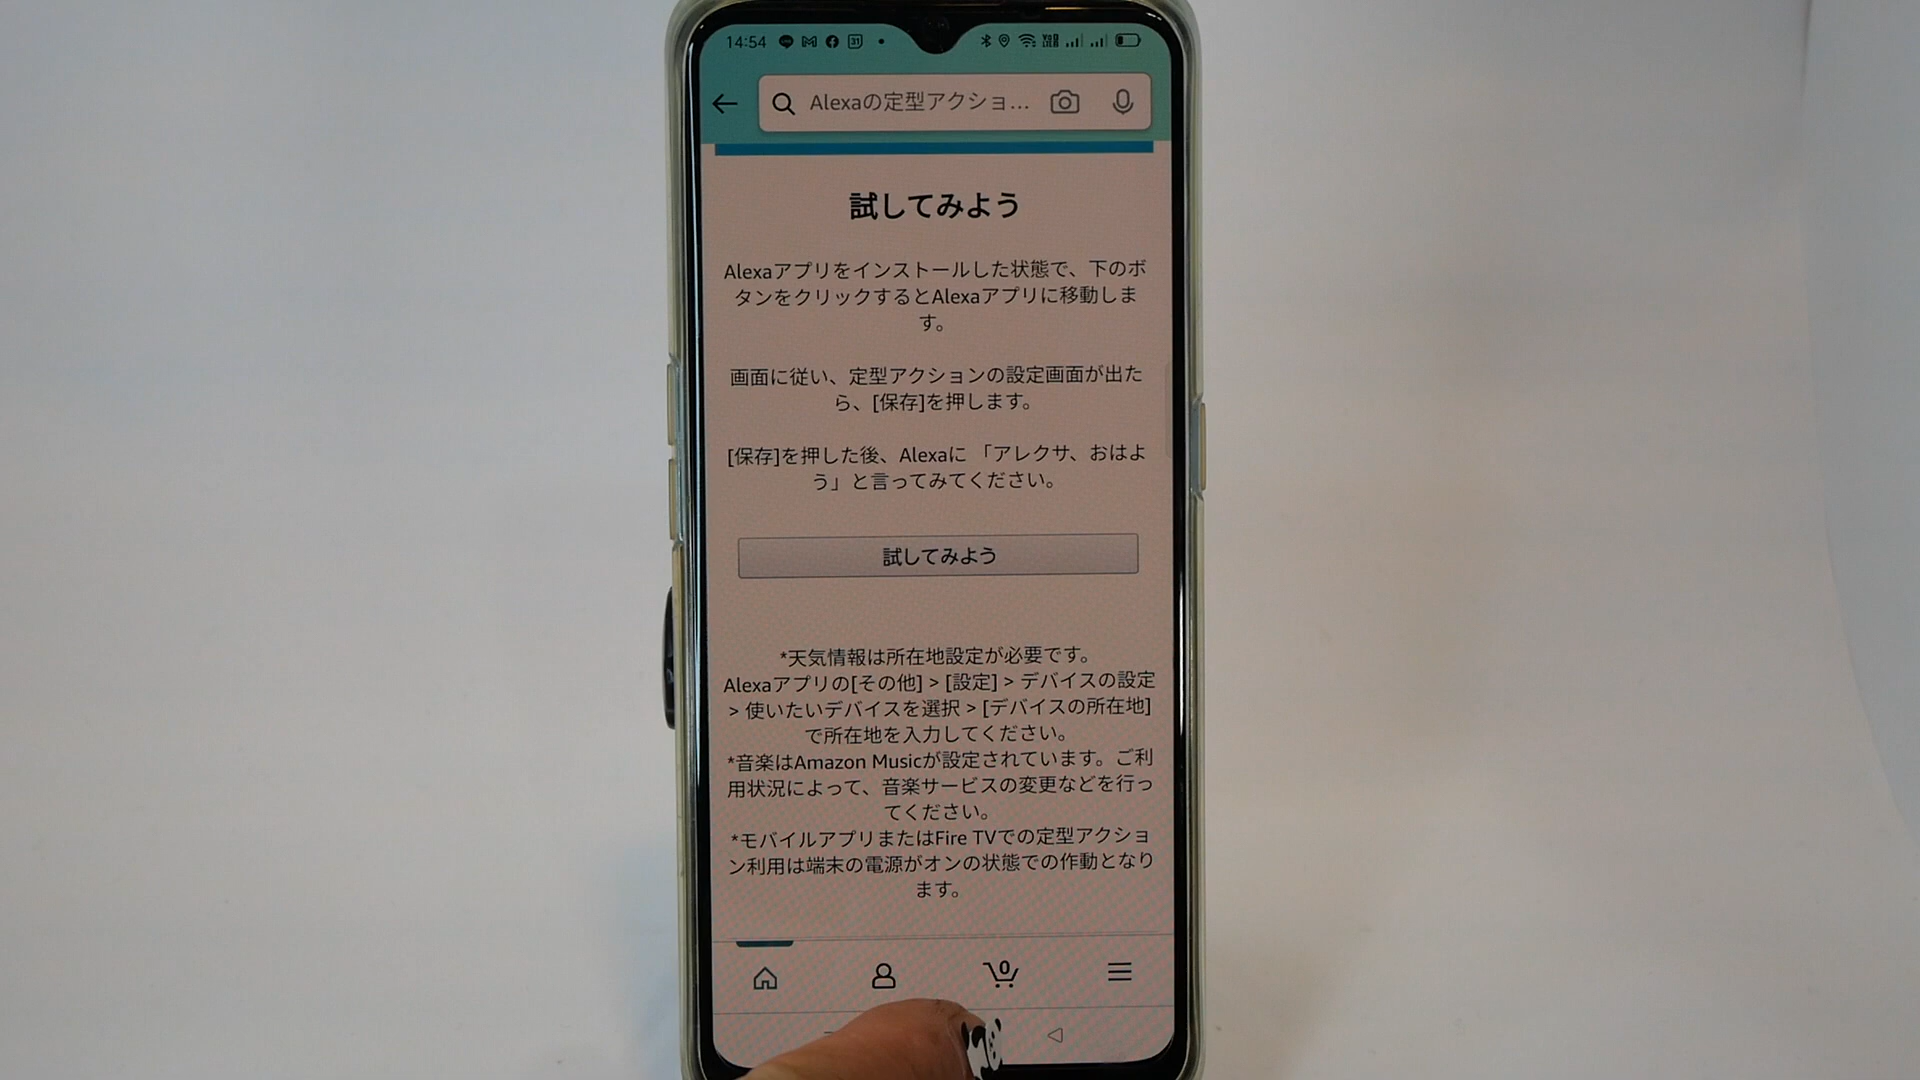 14:54
31
Alexaの定型アクショ...
試してみよう
Alexaアプリをインストールした状態で、下のボ
タンをクリックするとAlexaアプリに移動しま
す。
画面に従い、定型アクションの設定画面が出た
ら、[保存]を押します。
[保存]を押した後、Alexaに 「アレクサ、おはよ
う」と言ってみてください。
試してみよう
*天気情報は所在地設定が必要です。
Alexaアプリの[その他] > [設定] > デバイスの設定
> 使いたいデバイスを選択 > [デバイスの所在地]
で所在地を入力してください。
*音楽はAmazon Musicが設定されています。ご利
用状況によって、音楽サービスの変更などを行っ
てください。
*モバイルアプリまたはFire TVでの定型アクショ
ン利用は端末の電源がオンの状態での作動となり
ます。
0